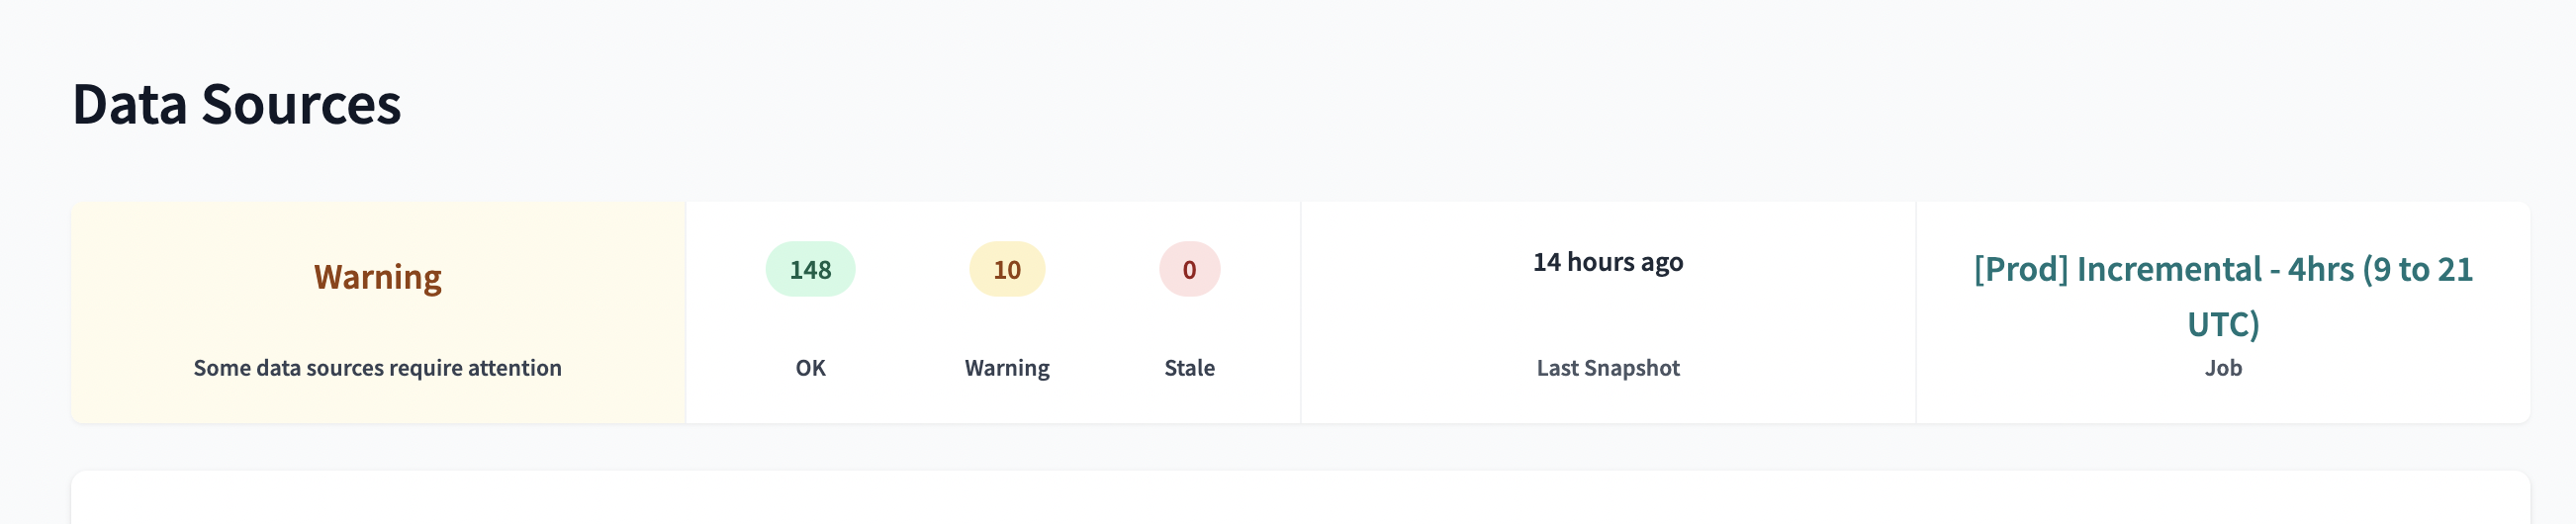 Data Sources
Warning
Some data sources require attention
148
10
0
OK
Warning
Stale
14 hours ago
Last Snapshot
[Prod] Incremental - 4hrs (9 to 21
UTC)
Job